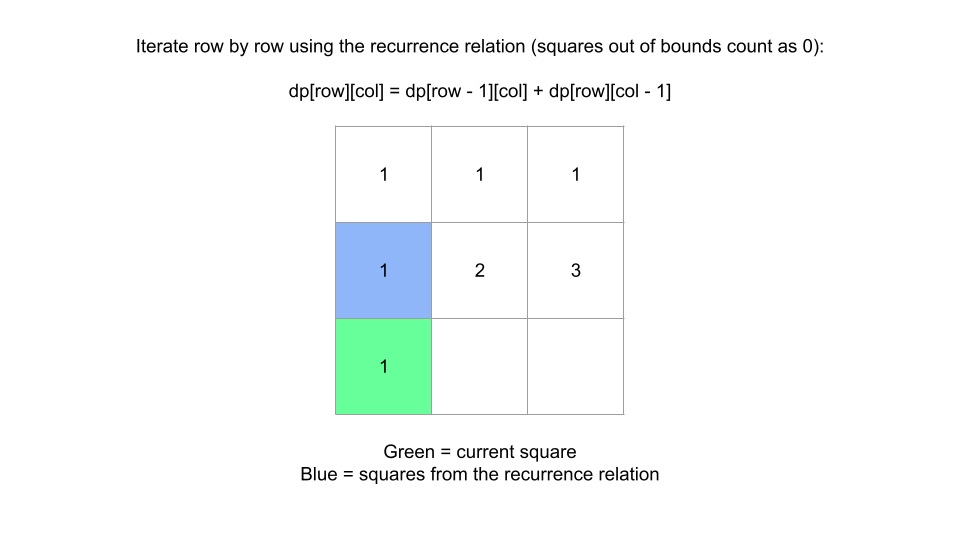 Iterate row by row using the recurrence relation (squares out of bounds count as 0):
dp[row][col] = dp[row - 1][col] + dp[row][col - 1]
1 1 1
1 2 3
1
Green = current square
Blue = squares from the recurrence relation